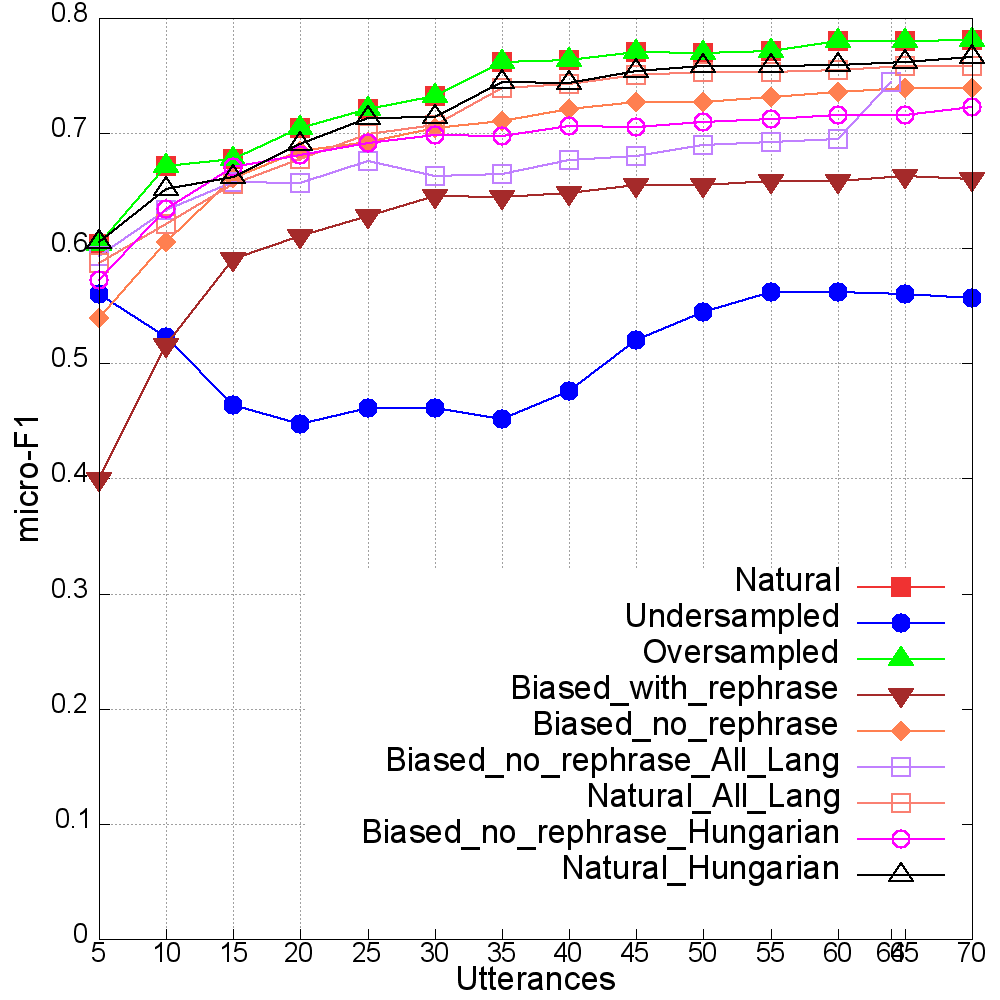 0.8
0.7
0.6
0.5
0.4
0.3
0.2
0.1
0
micro-F1
Natural
Undersampled
Oversampled
Biased_with_rephrase
Biased_no_rephrase
Biased_no_rephrase_All_Lang
Natural_All_Lang
Biased_no_rephrase_Hungarian
Natural_Hungarian
5 10 15 20 25 30 35 40 45 50 55 60 64 65 70
Utterances